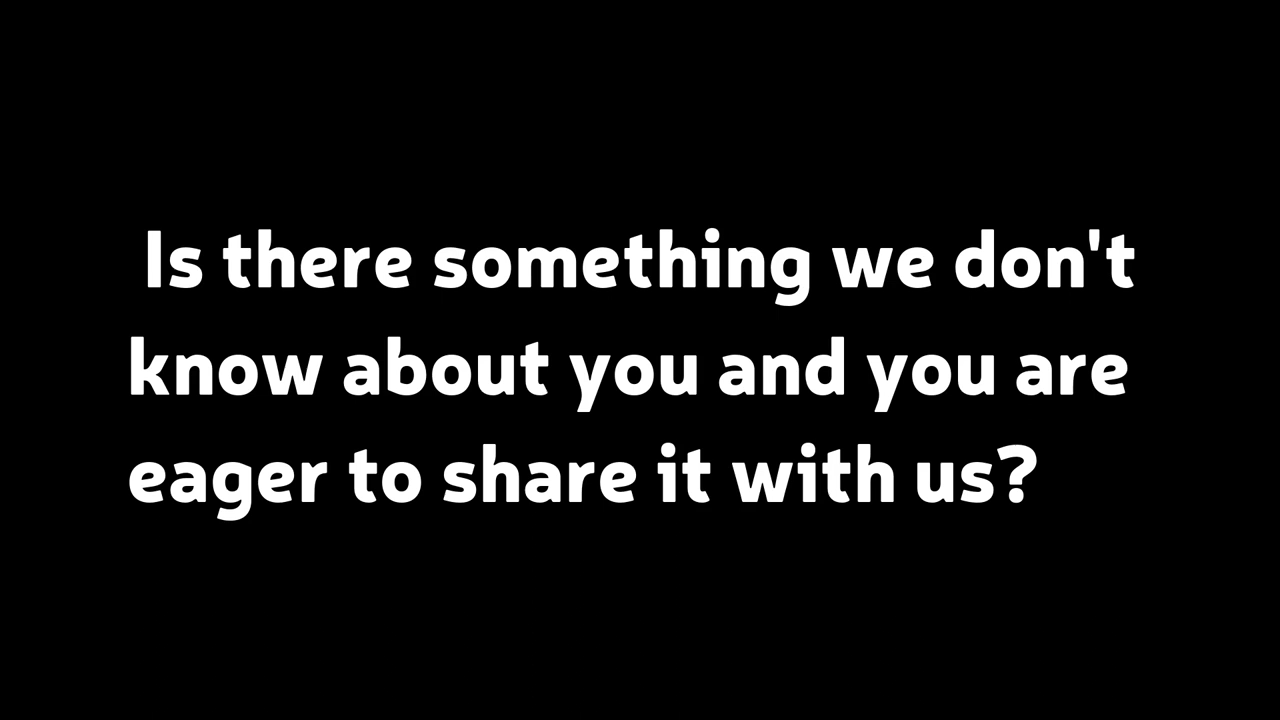 Is there something we don't
know about you and you are
eager to share it with us?